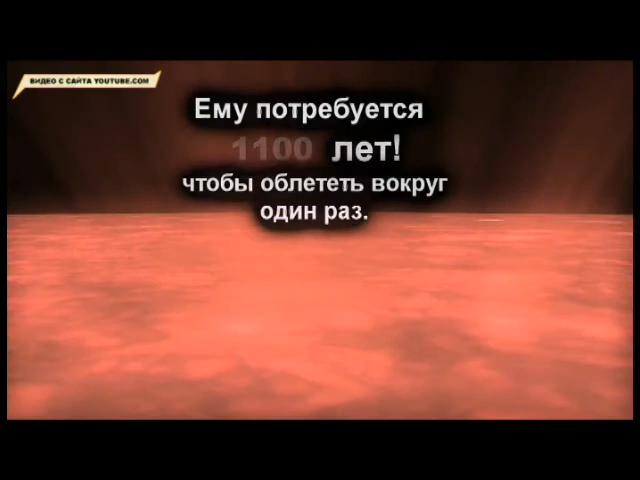 ВИДЕО С САЙТА YOUTUBE.COM
Ему потребуется
1100 лет!
чтобы облететь вокруг
один раз.